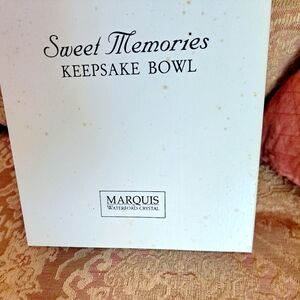 Sweet Memories
KEEPSAKE BOWL
MARQUIS
WATERFORD CRYSTAL